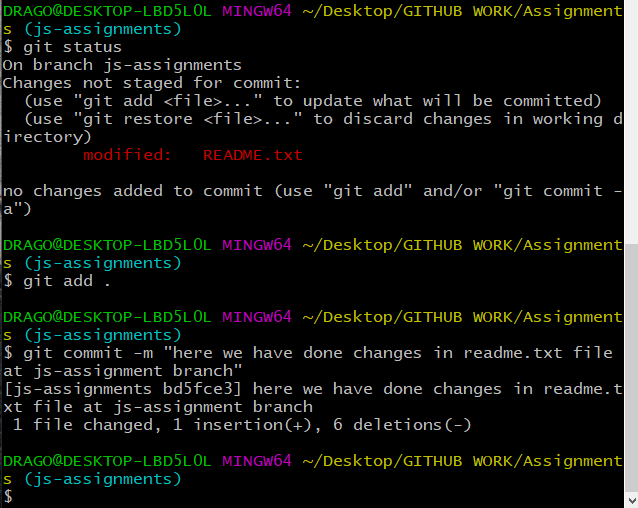 DRAGO@DESKTOP-LBD5L0L MINGW64 ~/Desktop/GITHUB WORK/Assignment
s (js-assignments)
$ git status
On branch js-assignments
Changes not staged for commit:
  (use "git add <file>..." to update what will be committed)
  (use "git restore <file>..." to discard changes in working d
irectory)
        modified:   README.txt

no changes added to commit (use "git add" and/or "git commit -
a")

DRAGO@DESKTOP-LBD5L0L MINGW64 ~/Desktop/GITHUB WORK/Assignment
s (js-assignments)
$ git add .

DRAGO@DESKTOP-LBD5L0L MINGW64 ~/Desktop/GITHUB WORK/Assignment
s (js-assignments)
$ git commit -m "here we have done changes in readme.txt file
at js-assignment branch"
[js-assignments bd5fce3] here we have done changes in readme.t
xt file at js-assignment branch
 1 file changed, 1 insertion(+), 6 deletions(-)

DRAGO@DESKTOP-LBD5L0L MINGW64 ~/Desktop/GITHUB WORK/Assignment
s (js-assignments)
$